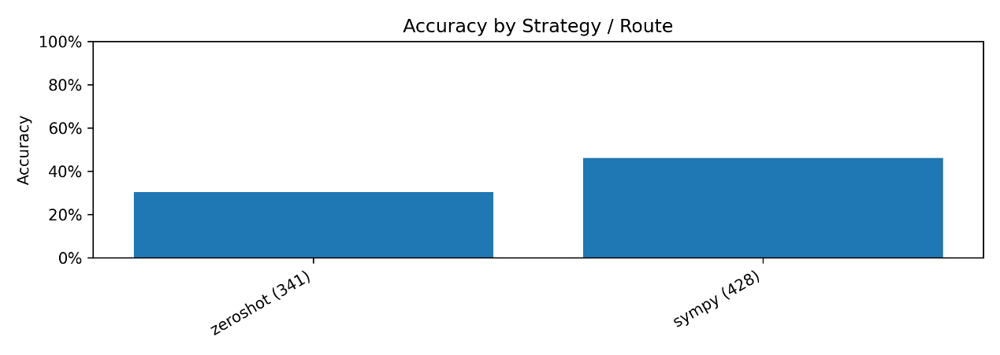 Accuracy by Strategy / Route
100%
80%
60%
40%
20%
0%
Accuracy
zeroshot (341)
sympy (428)